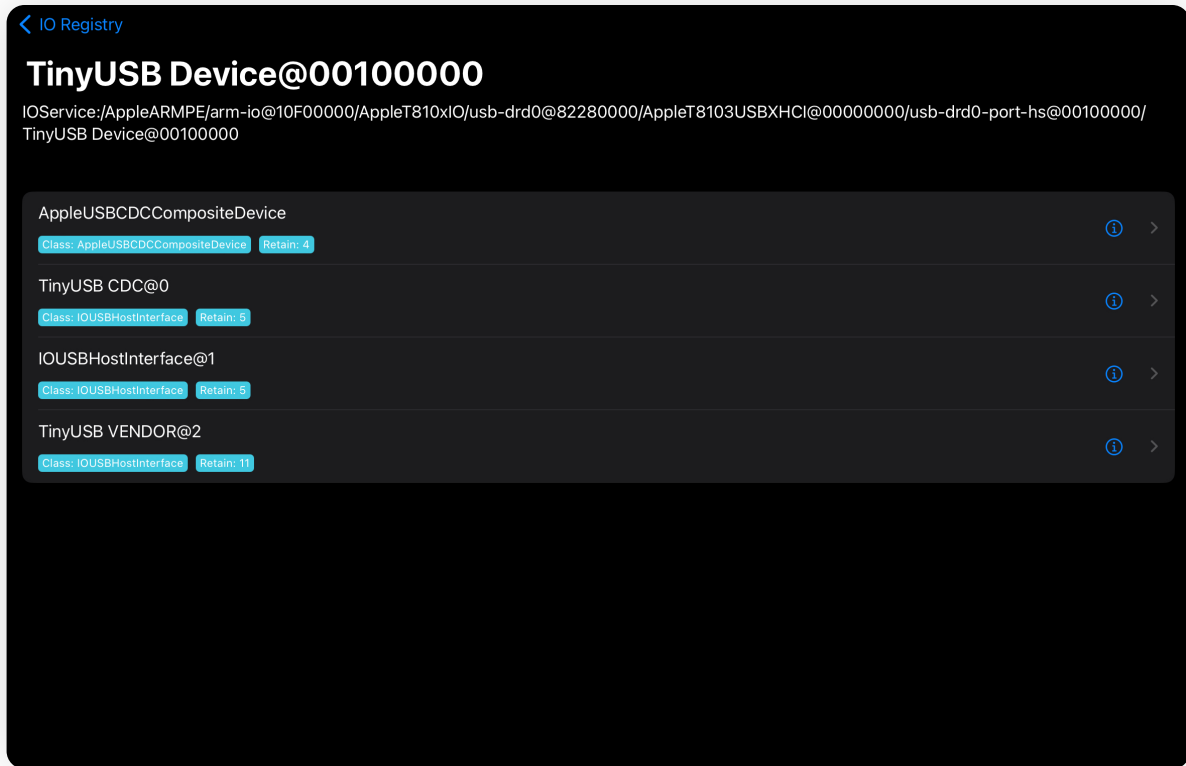 IO Registry
TinyUSB Device@00100000
IOService:/AppleARMPE/arm-io@10F00000/AppleT810xIO/usb-drd0@82280000/AppleT8103USBXHCI@00000000/usb-drd0-port-hs@00100000/
TinyUSB Device@00100000
AppleUSBCDCCompositeDevice
Class: AppleUSBCDCCompositeDevice Retain: 4
TinyUSB CDC@0
Class: IOUSBHostInterface Retain: 5
IOUSBHostInterface@1
Class: IOUSBHostInterface Retain: 5
TinyUSB VENDOR@2
Class: IOUSBHostInterface Retain: 11